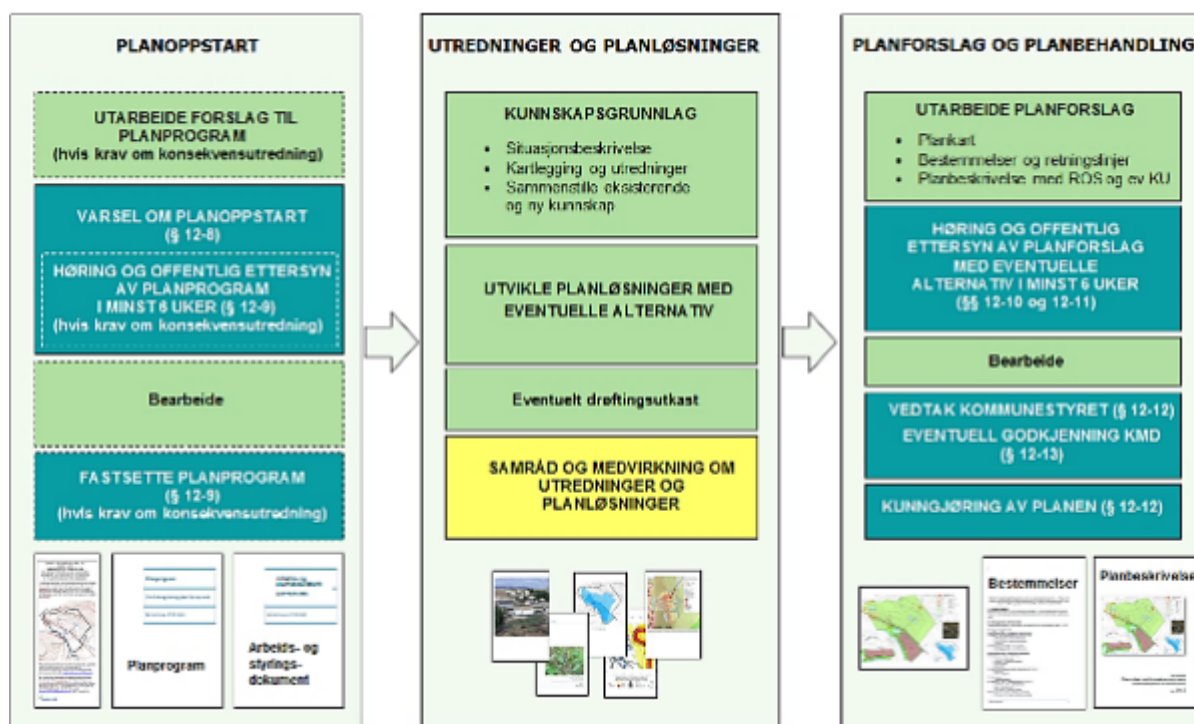 PLANOPPSTART
UTARBEIDE FORSLAG TIL
PLANPROGRAM
(hvis krav om konsekvensutredning)
VARSEL OM PLANOPPSTART
(§ 12-8)
HØRING OG OFFENTLIG ETTERSYN
AV PLANPROGRAM
I MINST 6 UKER (§ 12-9)
(hvis krav om konsekvensutredning)
Bearbeide
FASTSETTE PLANPROGRAM
(§ 12-9)
(hvis krav om konsekvensutredning)
Planprogram
Arbeids- og
styrings-
dokument
UTREDNINGER OG PLANLØSNINGER
KUNNSKAPSGRUNNLAG
• Situasjonsbeskrivelse
• Kartlegging og utredninger
• Sammenstille eksisterende
og ny kunnskap
UTVIKLE PLANLØSNINGER MED
EVENTUELLE ALTERNATIV
Eventuelt drøftingsutkast
SAMRÅD OG MEDVIRKNING OM
UTREDNINGER OG
PLANLØSNINGER
PLANFORSLAG OG PLANBEHANDLING
UTARBEIDE PLANFORSLAG
• Plankart
• Bestemmelser og retningslinjer
• Planbeskrivelse med ROS og ev KU
HØRING OG OFFENTLIG
ETTERSYN AV PLANFORSLAG
MED EVENTUELLE
ALTERNATIV I MINST 6 UKER
(§§ 12-10 og 12-11)
Bearbeide
VEDTAK KOMMUNESTYRET (§ 12-12)
EVENTUELL GODKJENNING KMD
(§ 12-13)
KUNNGJØRING AV PLANEN (§ 12-12)
Bestemmelser
Planbeskrivelse